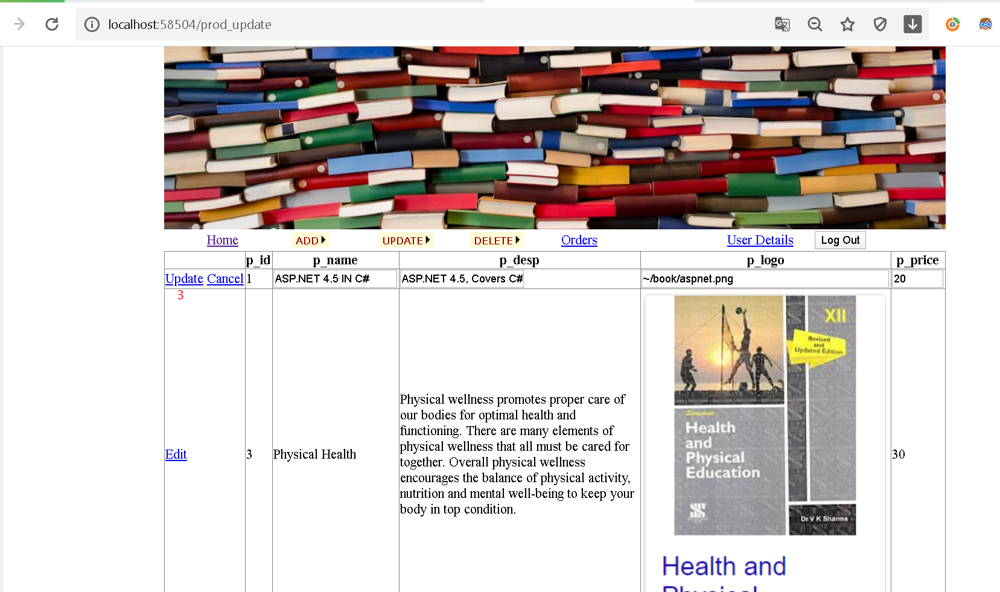 localhost:58504/prod_update
Home ADD UPDATE DELETE Orders User Details Log Out
p_id p_name p_desp p_logo p_price
Update Cancel 1 ASP.NET 4.5 IN C# ASP.NET 4.5, Covers C# ~/book/aspnet.png 20
3
Edit 3 Physical Health
Physical wellness promotes proper care of
our bodies for optimal health and
functioning. There are many elements of
physical wellness that all must be cared for
together. Overall physical wellness
encourages the balance of physical activity,
nutrition and mental well-being to keep your
body in top condition.
XII
Revised
and
Updated Edition
Health
and
Physical
Education
Dr V K Sharma
Health and
Physical
30